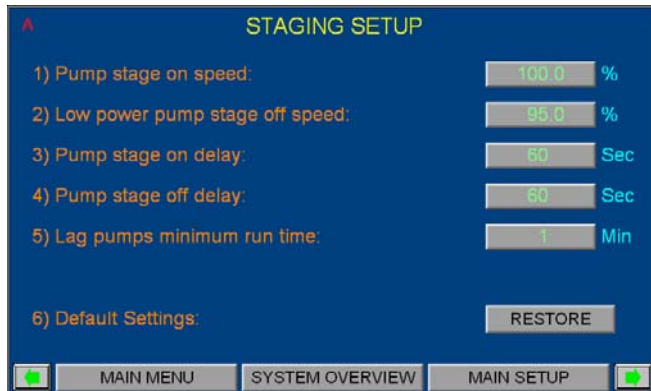 A STAGING SETUP
1) Pump stage on speed: 100.0 %
2) Low power pump stage off speed: 95.0 %
3) Pump stage on delay: 60 Sec
4) Pump stage off delay: 60 Sec
5) Lag pumps minimum run time: 1 Min
6) Default Settings: RESTORE
MAIN MENU SYSTEM OVERVIEW MAIN SETUP